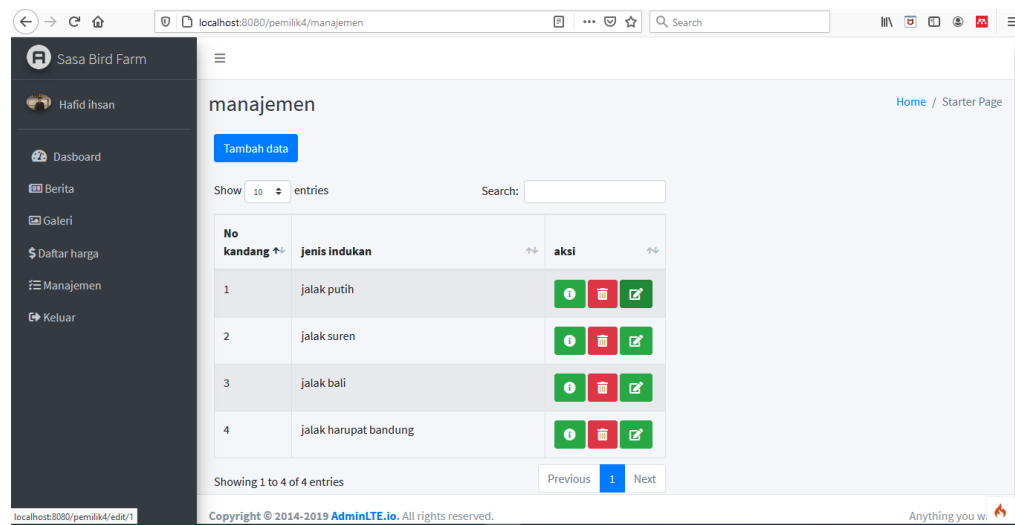 localhost:8080/pemilik4/manajemen
Search
Sasa Bird Farm
Hafid ihsan
Dasboard
Berita
Galeri
Daftar harga
Manajemen
Keluar
manajemen
Home / Starter Page
Tambah data
Show 10 entries
Search:
No kandang jenis indukan aksi
1 jalak putih
2 jalak suren
3 jalak bali
4 jalak harupat bandung
Showing 1 to 4 of 4 entries
Previous 1 Next
localhost:8080/pemilik4/edit/1
Copyright © 2014-2019 AdminLTE.io. All rights reserved.
Anything you w